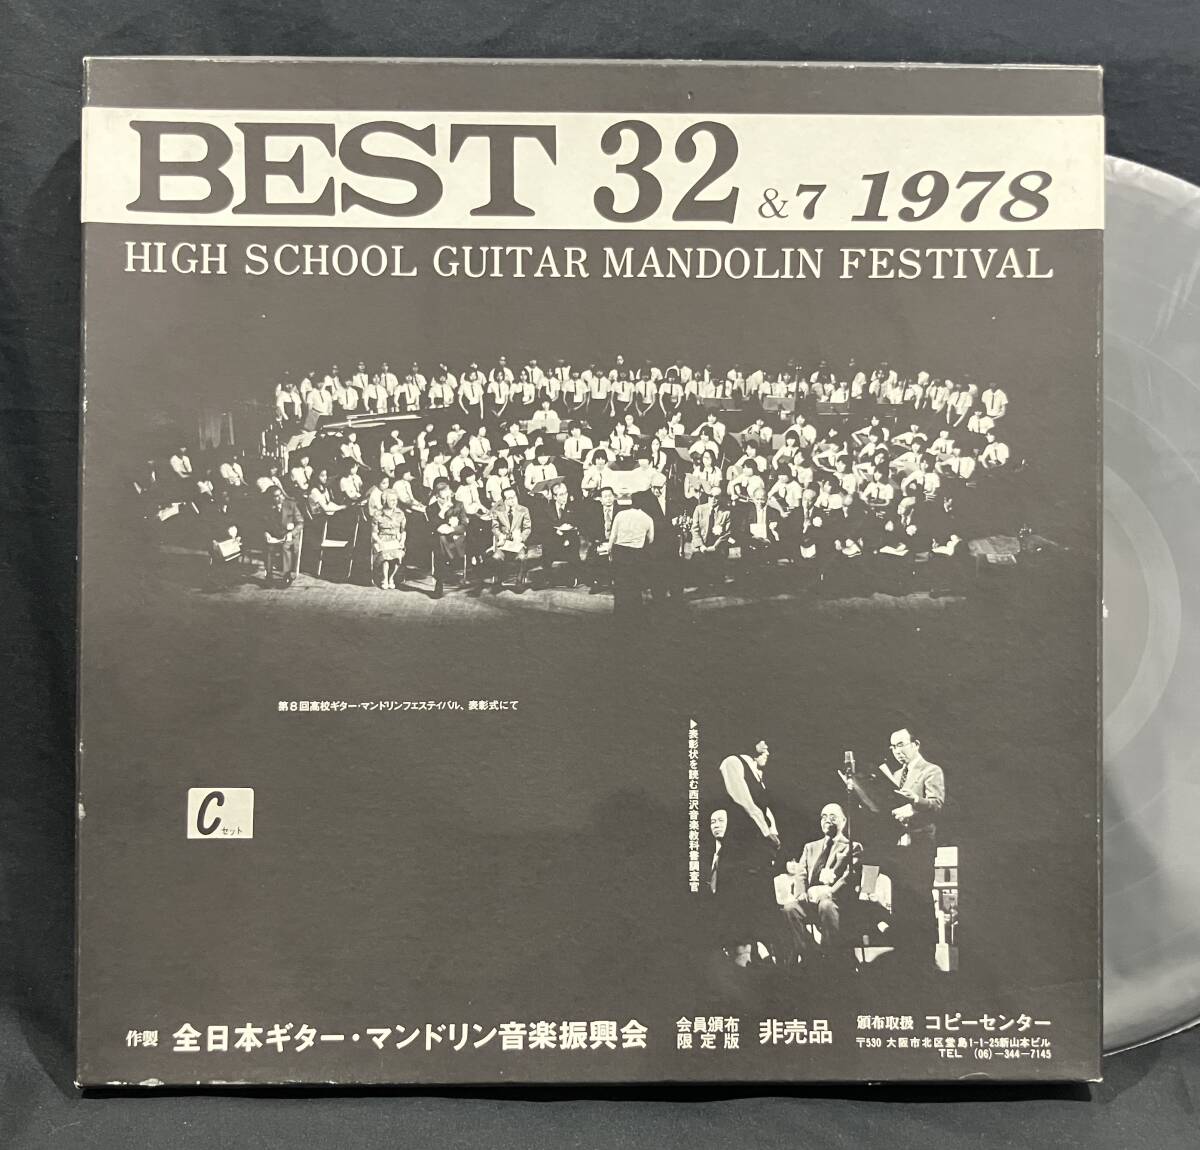 BEST 32 &7 1978
HIGH SCHOOL GUITAR MANDOLIN FESTIVAL
第8回高校ギター・マンドリンフェスティバル、表彰式にて
▶表彰状を読む西沢音楽教科書調査官
C セット
作製 全日本ギター・マンドリン音楽振興会
会員頒布
限定版
非売品
頒布取扱 コピーセンター
〒530 大阪市北区堂島1-1-25新山本ビル
TEL (06)-344-7145